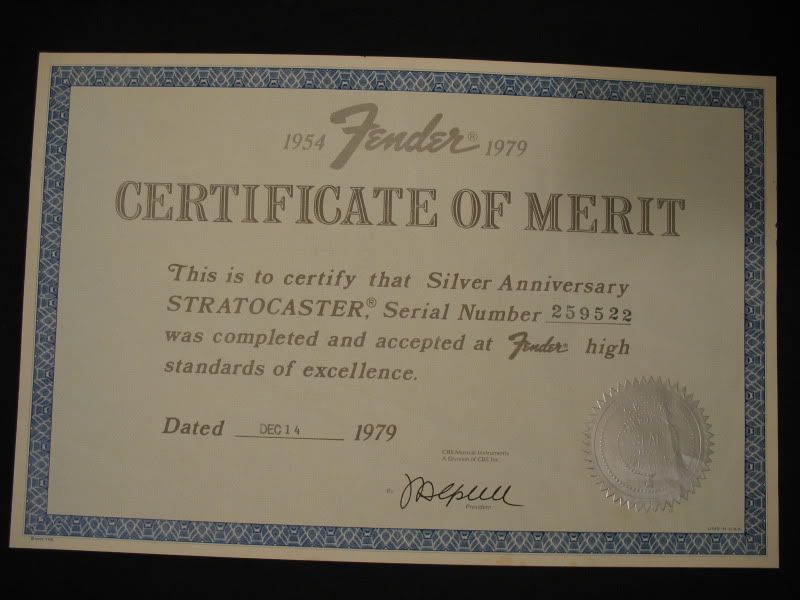 1954 Fender® 1979
CERTIFICATE OF MERIT
This is to certify that Silver Anniversary
STRATOCASTER,® Serial Number 259522
was completed and accepted at Fender® high
standards of excellence.
Dated DEC 14 1979
CBS Musical Instruments
A Division of CBS Inc.
By
President